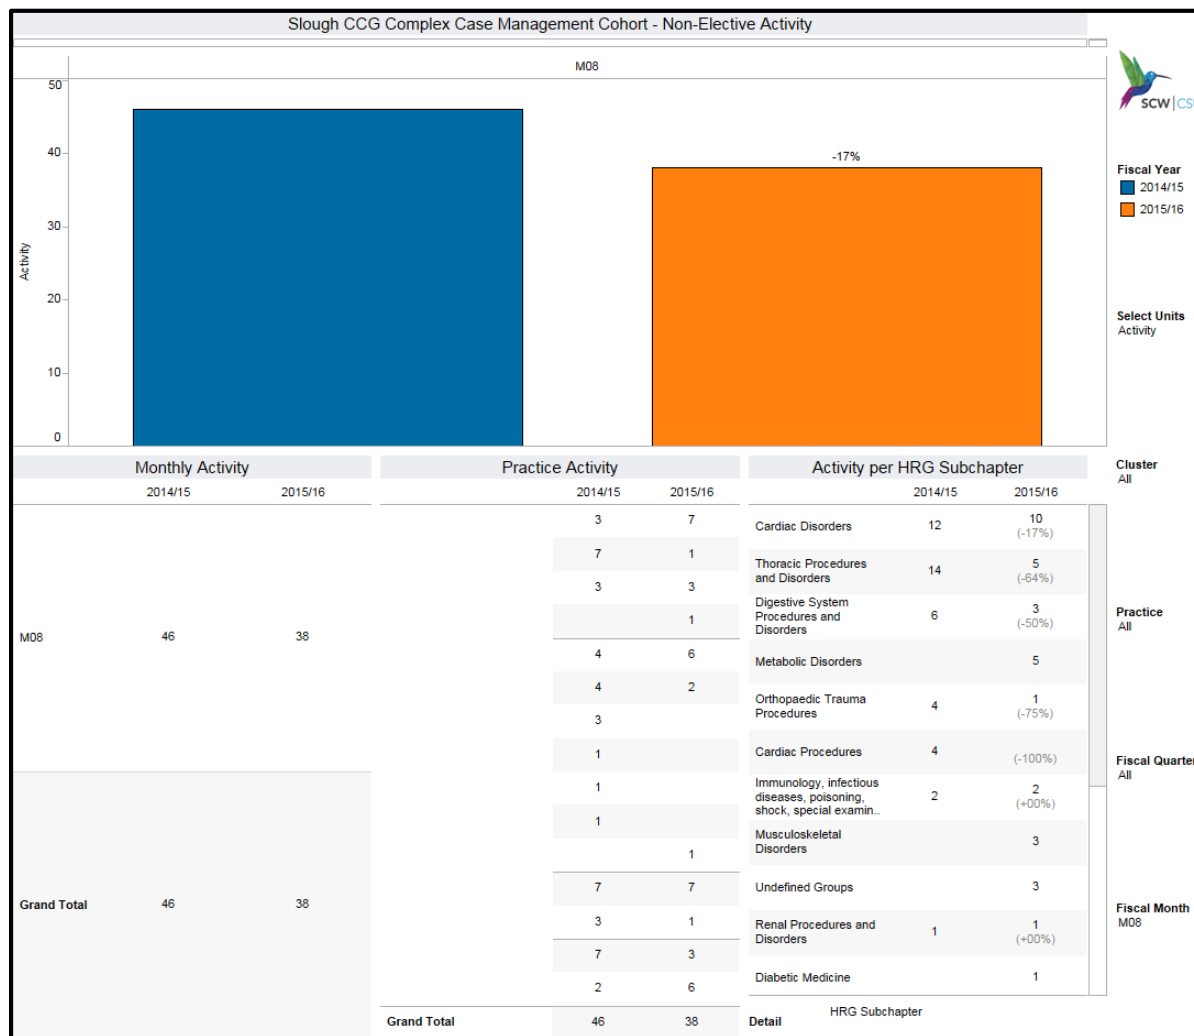 Slough CCG Complex Case Management Cohort - Non-Elective Activity
M08
50
40
30
20
10
0
Activity
-17%
SCW|CS
Fiscal Year
2014/15
2015/16
Select Units
Activity
Cluster
All
Practice
All
Fiscal Quarter
All
Fiscal Month
M08
Monthly Activity
2014/15 2015/16
M08 46 38
Grand Total 46 38
Practice Activity
2014/15 2015/16
3 7
7 1
3 3
1
4 6
4 2
3
1
1
1
1
7 7
3 1
7 3
2 6
Grand Total 46 38
Activity per HRG Subchapter
2014/15 2015/16
Cardiac Disorders 12 10
(-17%)
Thoracic Procedures
and Disorders 14 5
(-64%)
Digestive System
Procedures and
Disorders 6 3
(-50%)
Metabolic Disorders 5
Orthopaedic Trauma
Procedures 4 1
(-75%)
Cardiac Procedures 4
(-100%)
Immunology, infectious
diseases, poisoning,
shock, special examin.. 2 2
(+00%)
Musculoskeletal
Disorders 3
Undefined Groups 3
Renal Procedures and
Disorders 1 1
(+00%)
Diabetic Medicine 1
Detail HRG Subchapter